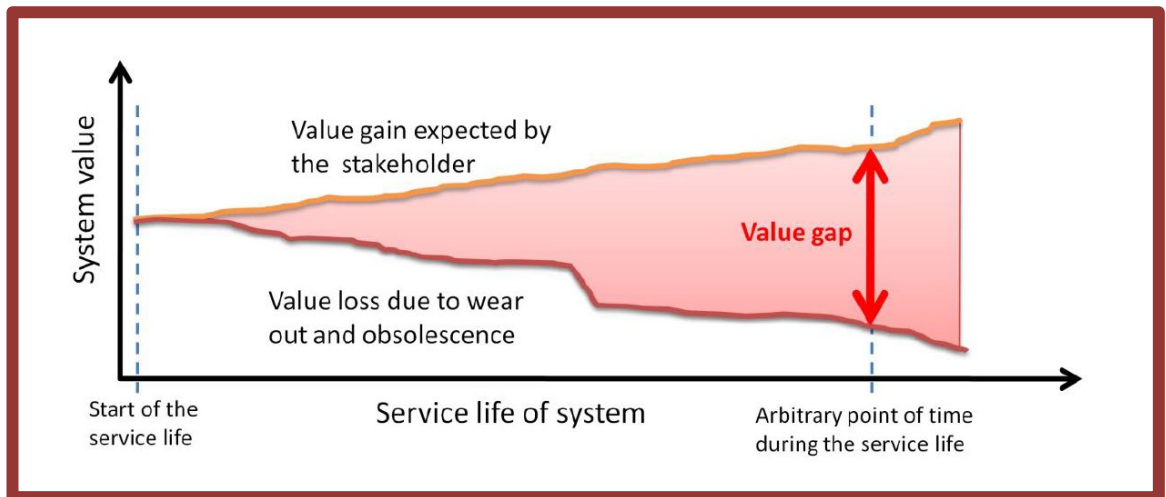 Value gain expected by
the stakeholder
System value
Value gap
Value loss due to wear
out and obsolescence
Start of the
service life
Service life of system
Arbitrary point of time
during the service life